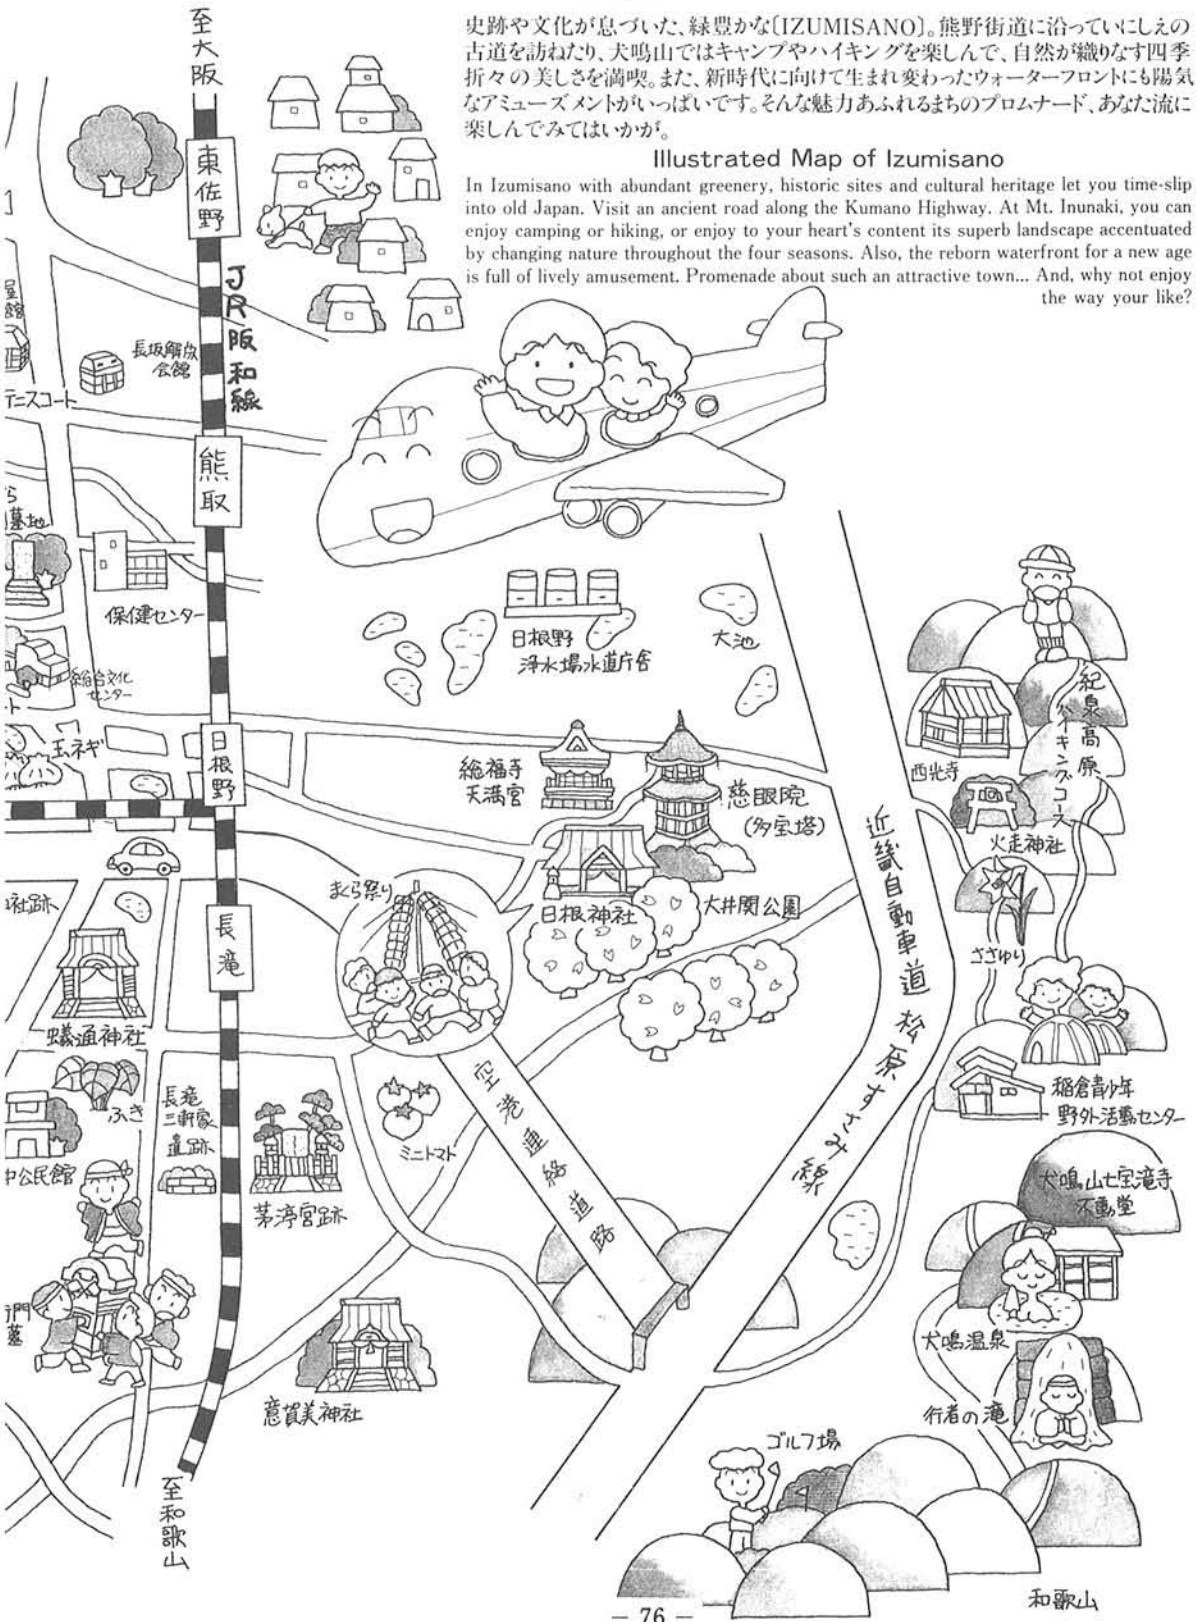 史跡や文化が息づいた、緑豊かな〔IZUMISANO〕。熊野街道に沿っていにしえの
古道を訪ねたり、犬鳴山ではキャンプやハイキングを楽しんで、自然が織りなす四季
折々の美しさを満喫。また、新時代に向けて生まれ変わったウォーターフロントにも陽気
なアミューズメントがいっぱいです。そんな魅力あふれるまちのプロムナード、あなた流に
楽しんでみてはいかが。
Illustrated Map of Izumisano
In Izumisano with abundant greenery, historic sites and cultural heritage let you time-slip
into old Japan. Visit an ancient road along the Kumano Highway. At Mt. Inunaki, you can
enjoy camping or hiking, or enjoy to your heart's content its superb landscape accentuated
by changing nature throughout the four seasons. Also, the reborn waterfront for a new age
is full of lively amusement. Promenade about such an attractive town... And, why not enjoy
the way your like?
至大阪
東佐野
JR阪和線
長坂解放
会館
テニスコート
熊取
墓地
保健センター
日根野
浄水場水道庁舎
大池
総合文化
センター
玉ネギ
日根野
総福寺
天満宮
慈眼院
(多宝塔)
紀泉高原
ハイキングコース
西光寺
火走神社
近畿自動車道 松原すさみ線
まくら祭り
日根神社
大井関公園
ささゆり
社跡
長滝
蟻通神社
ふき
長滝
三軒家
遺跡
公民館
茅渟宮跡
ミニトマト
空港連絡道路
稲倉青少年
野外活動センター
犬鳴山七宝滝寺
不動堂
犬鳴温泉
行者の滝
門
墓
意賀美神社
ゴルフ場
至和歌山
和歌山
– 76 –